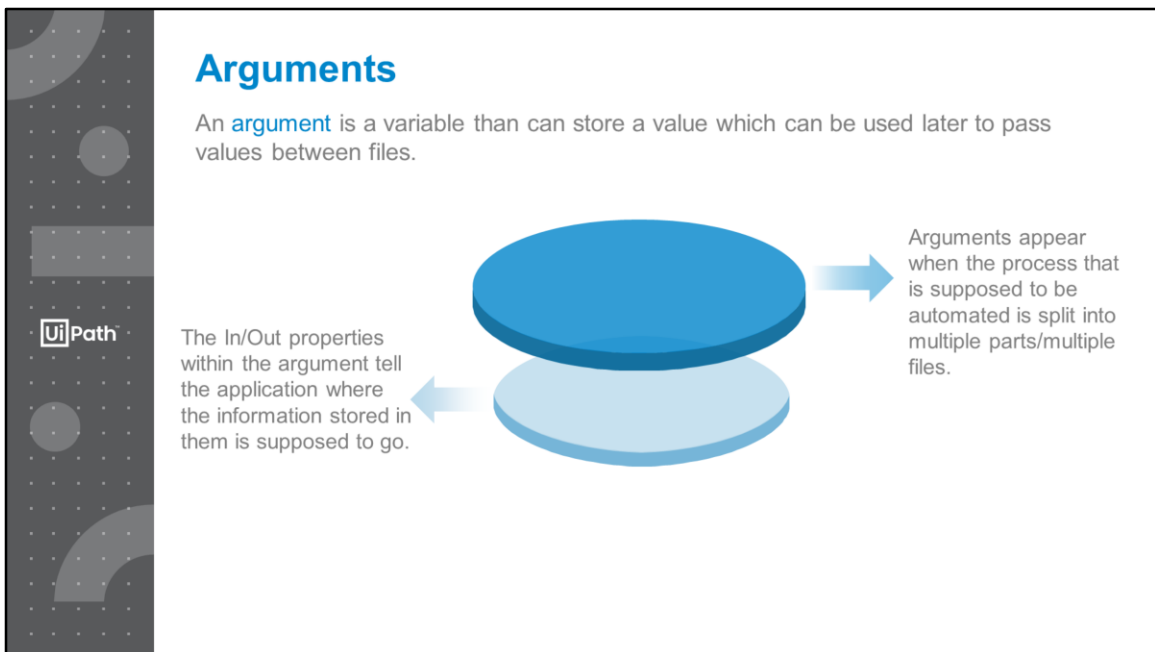 Arguments
An argument is a variable than can store a value which can be used later to pass
values between files.
Arguments appear
when the process that
is supposed to be
automated is split into
multiple parts/multiple
files.
UiPath
The In/Out properties
within the argument tell
the application where
the information stored in
them is supposed to go.